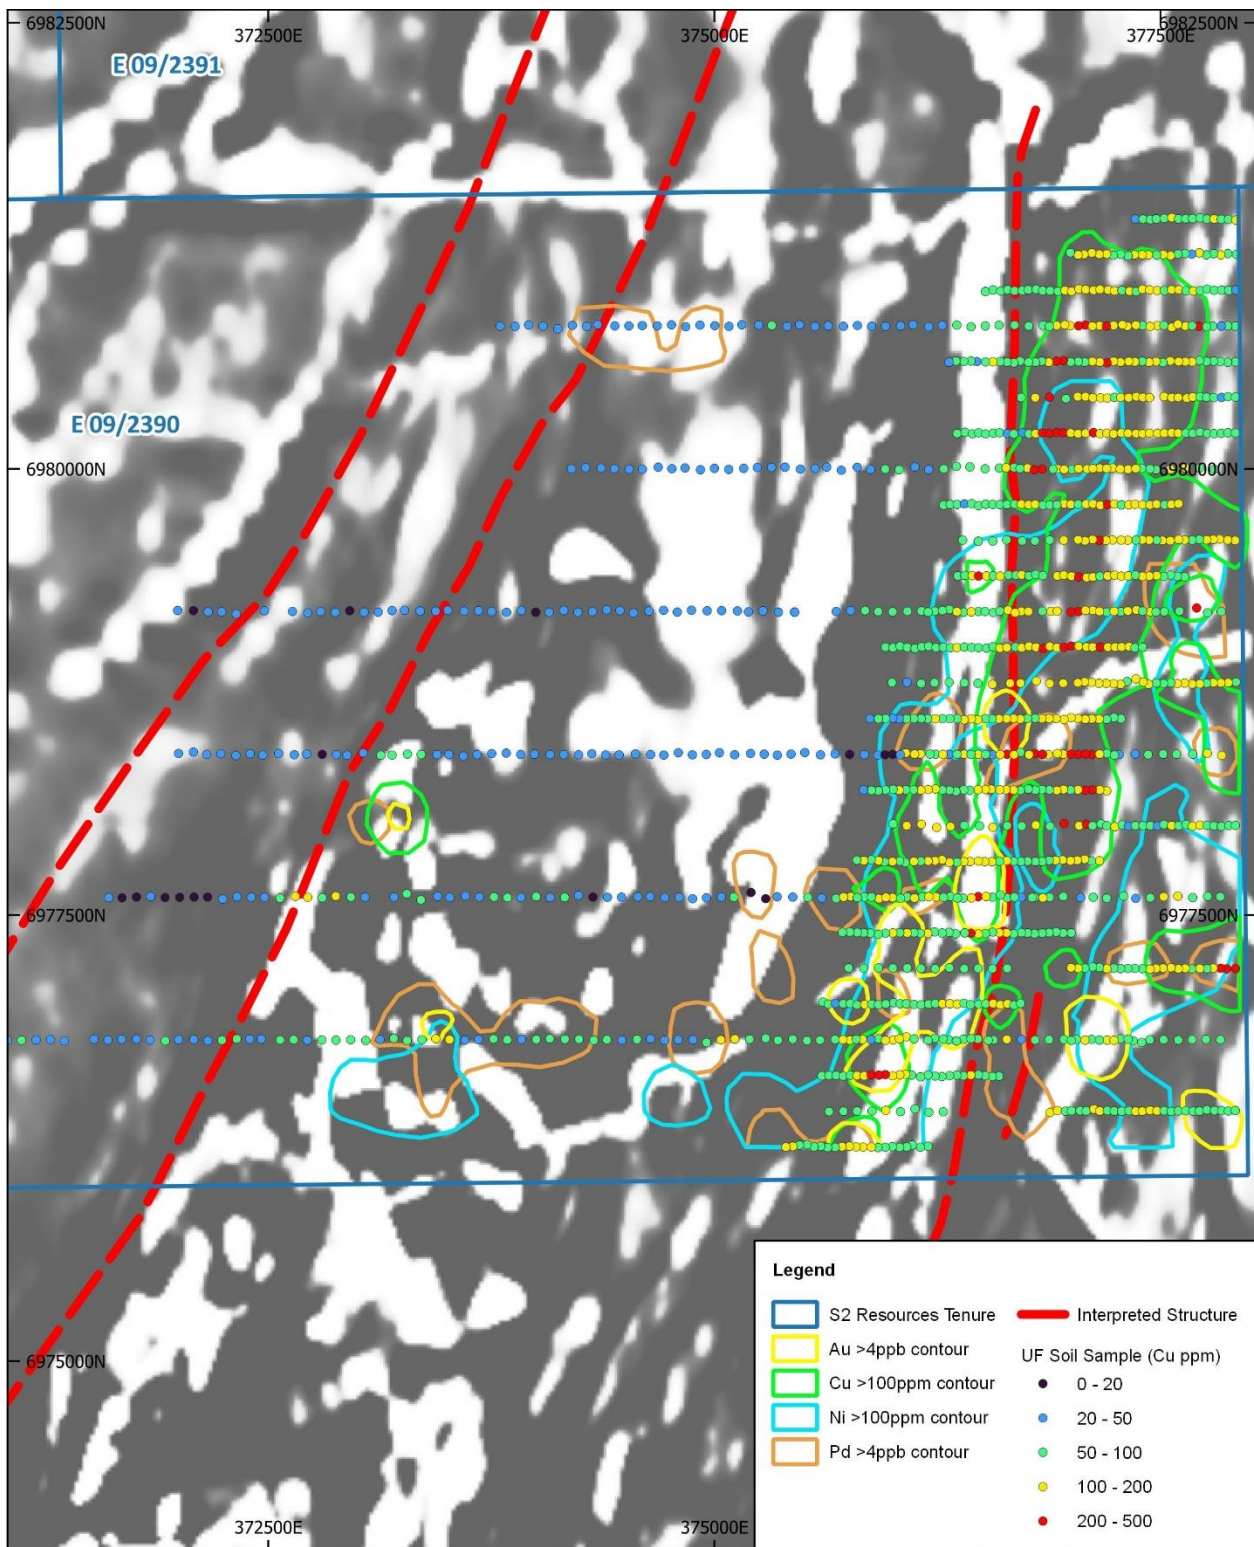 6982500N
6982500N
372500E
375000E
377500E
E 09/2391
E 09/2390
6980000N
6980000N
6977500N
6977500N
6975000N
372500E
375000E
Legend
S2 Resources Tenure
Au >4ppb contour
Cu >100ppm contour
Ni >100ppm contour
Pd >4ppb contour
Interpreted Structure
UF Soil Sample (Cu ppm)
0 - 20
20 - 50
50 - 100
100 - 200
200 - 500